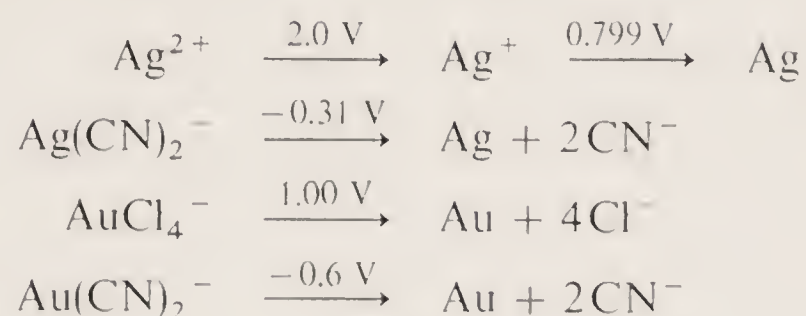 Ag²⁺ —2.0 V→ Ag⁺ —0.799 V→ Ag
Ag(CN)₂⁻ —−0.31 V→ Ag + 2CN⁻
AuCl₄⁻ —1.00 V→ Au + 4Cl⁻
Au(CN)₂⁻ —−0.6 V→ Au + 2CN⁻